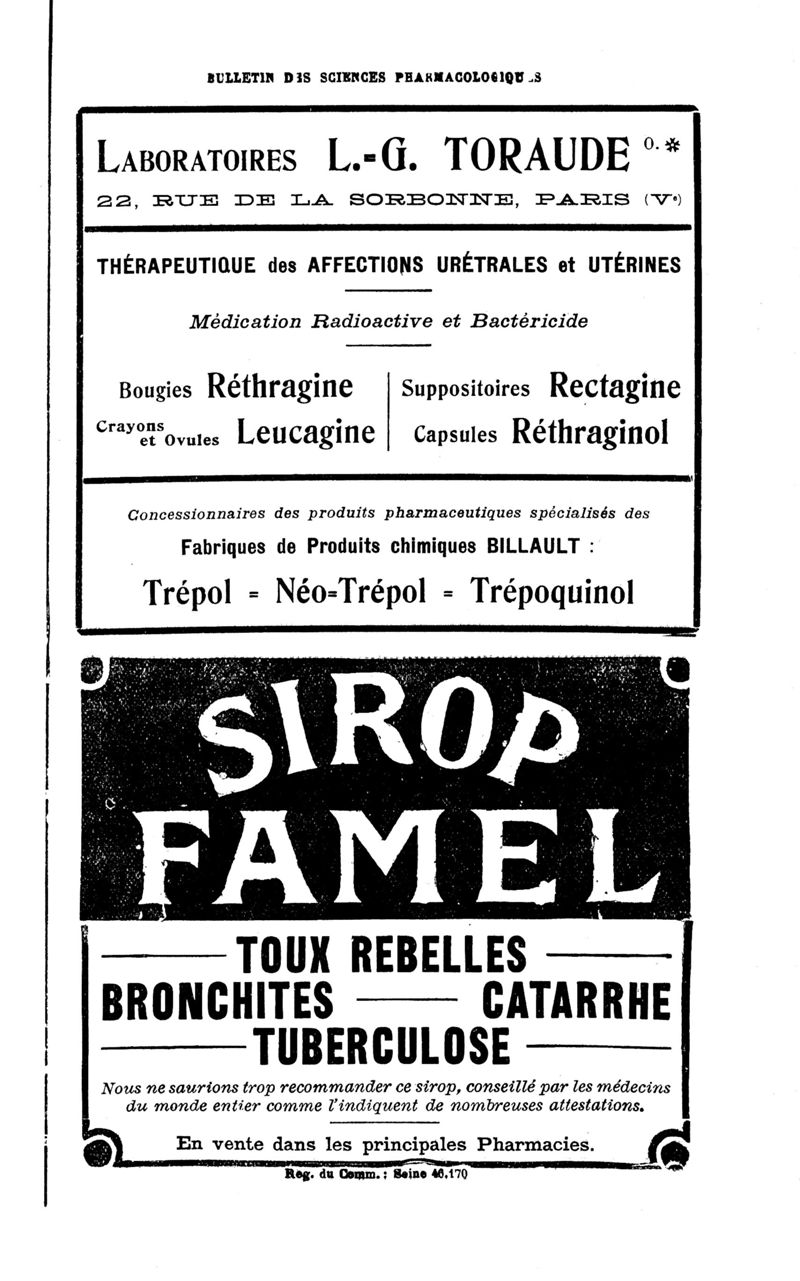 BULLETIN DES SCIENCES PHARMACOLOGIQUES
LABORATOIRES L.-G. TORAUDE O. *
22, RUE DE LA SORBONNE, PARIS (Vᵉ)
THÉRAPEUTIQUE des AFFECTIONS URÉTRALES et UTÉRINES
Médication Radioactive et Bactéricide
Bougies Réthragine
Crayons et Ovules Leucagine
Suppositoires Rectagine
Capsules Réthraginol
Concessionnaires des produits pharmaceutiques spécialisés des
Fabriques de Produits chimiques BILLAULT :
Trépol = Néo-Trépol = Trépoquinol
SIROP
FAMEL
TOUX REBELLES
BRONCHITES — CATARRHE
TUBERCULOSE
Nous ne saurions trop recommander ce sirop, conseillé par les médecins
du monde entier comme l'indiquent de nombreuses attestations.
En vente dans les principales Pharmacies.
Reg. du Comm. : Seine 46.170